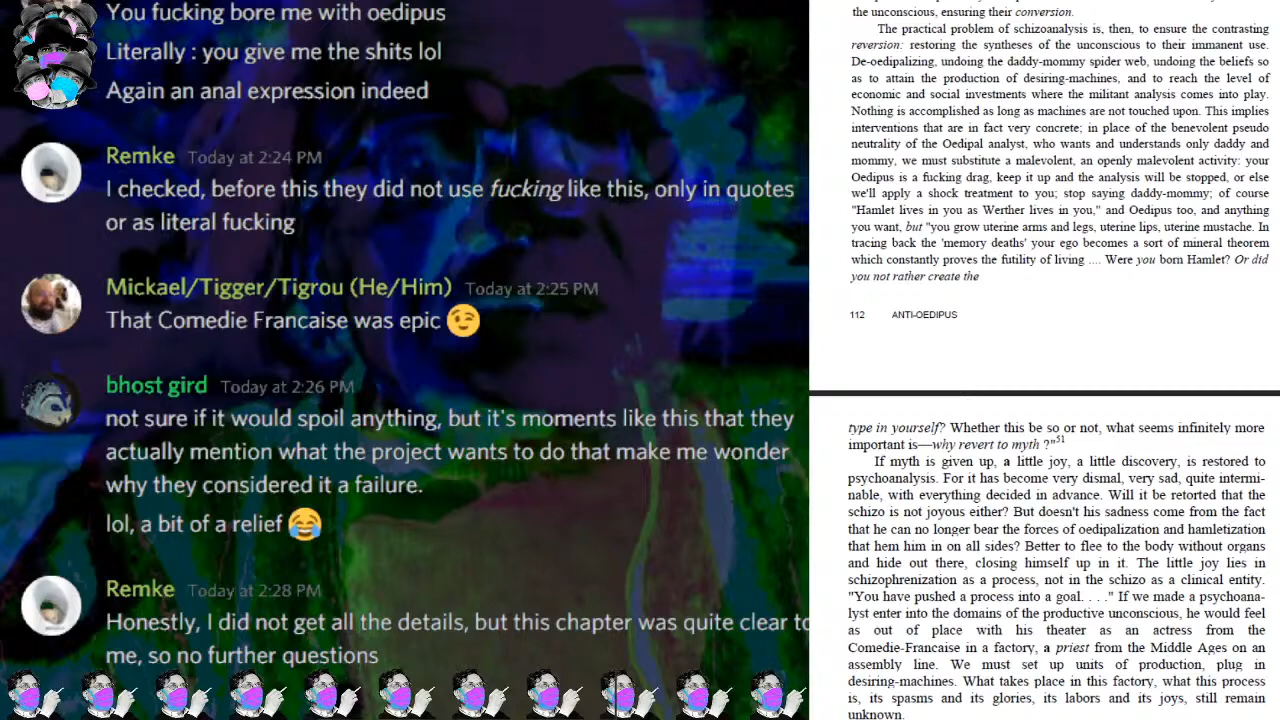 You fucking bore me with oedipus
Literally : you give me the shits lol
Again an anal expression indeed
Remke Today at 2:24 PM
I checked, before this they did not use fucking like this, only in quotes
or as literal fucking
Mickael/Tigger/Tigrou (He/Him) Today at 2:25 PM
That Comedie Francaise was epic 😉
bhost gird Today at 2:26 PM
not sure if it would spoil anything, but it's moments like this that they
actually mention what the project wants to do that make me wonder
why they considered it a failure.
lol, a bit of a relief 😂
Remke Today at 2:28 PM
Honestly, I did not get all the details, but this chapter was quite clear to
me, so no further questions
the unconscious, ensuring their conversion.
The practical problem of schizoanalysis is, then, to ensure the contrasting
reversion: restoring the syntheses of the unconscious to their immanent use.
De-oedipalizing, undoing the daddy-mommy spider web, undoing the beliefs so
as to attain the production of desiring-machines, and to reach the level of
economic and social investments where the militant analysis comes into play.
Nothing is accomplished as long as machines are not touched upon. This implies
interventions that are in fact very concrete; in place of the benevolent pseudo
neutrality of the Oedipal analyst, who wants and understands only daddy and
mommy, we must substitute a malevolent, an openly malevolent activity: your
Oedipus is a fucking drag, keep it up and the analysis will be stopped, or else
we'll apply a shock treatment to you; stop saying daddy-mommy; of course
"Hamlet lives in you as Werther lives in you," and Oedipus too, and anything
you want, but "you grow uterine arms and legs, uterine lips, uterine mustache. In
tracing back the 'memory deaths' your ego becomes a sort of mineral theorem
which constantly proves the futility of living .... Were you born Hamlet? Or did
you not rather create the
112 ANTI-OEDIPUS
type in yourself? Whether this be so or not, what seems infinitely more
important is—why revert to myth ?"51
If myth is given up, a little joy, a little discovery, is restored to
psychoanalysis. For it has become very dismal, very sad, quite intermi-
nable, with everything decided in advance. Will it be retorted that the
schizo is not joyous either? But doesn't his sadness come from the fact
that he can no longer bear the forces of oedipalization and hamletization
that hem him in on all sides? Better to flee to the body without organs
and hide out there, closing himself up in it. The little joy lies in
schizophrenization as a process, not in the schizo as a clinical entity.
"You have pushed a process into a goal. . . ." If we made a psychoana-
lyst enter into the domains of the productive unconscious, he would feel
as out of place with his theater as an actress from the
Comedie-Francaise in a factory, a priest from the Middle Ages on an
assembly line. We must set up units of production, plug in
desiring-machines. What takes place in this factory, what this process
is, its spasms and its glories, its labors and its joys, still remain
unknown.